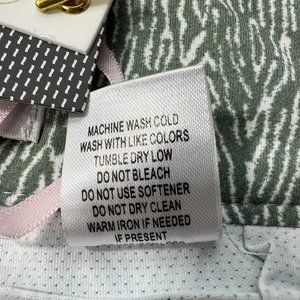 MACHINE WASH COLD
WASH WITH LIKE COLORS
TUMBLE DRY LOW
DO NOT BLEACH
DO NOT USE SOFTENER
DO NOT DRY CLEAN
WARM IRON IF NEEDED
IF PRESENT